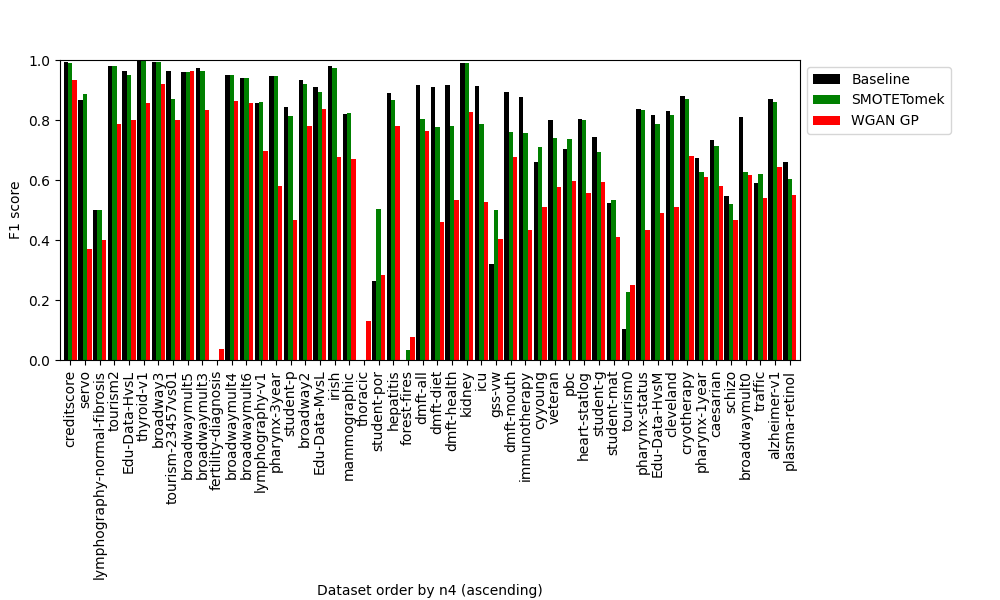 Baseline
SMOTETomek
WGAN GP
F1 score
1.0
0.8
0.6
0.4
0.2
0.0
creditscore
servo
lymphography-normal-fibrosis
tourism2
Edu-Data-HvsL
thyroid-v1
broadway3
tourism-23457vs01
broadwaymult5
broadwaymult3
fertility-diagnosis
broadwaymult4
broadwaymult6
lymphography-v1
pharynx-3year
student-p
broadway2
Edu-Data-MvsL
irish
mammographic
thoracic
student-por
hepatitis
forest-fires
dmft-all
dmft-diet
dmft-health
kidney
icu
gss-vw
dmft-mouth
immunotherapy
cyyoung
veteran
pbc
heart-statlog
student-g
student-mat
tourism0
pharynx-status
Edu-Data-HvsM
cleveland
cryotherapy
pharynx-1year
caesarian
schizo
broadwaymult0
traffic
alzheimer-v1
plasma-retinol
Dataset order by n4 (ascending)